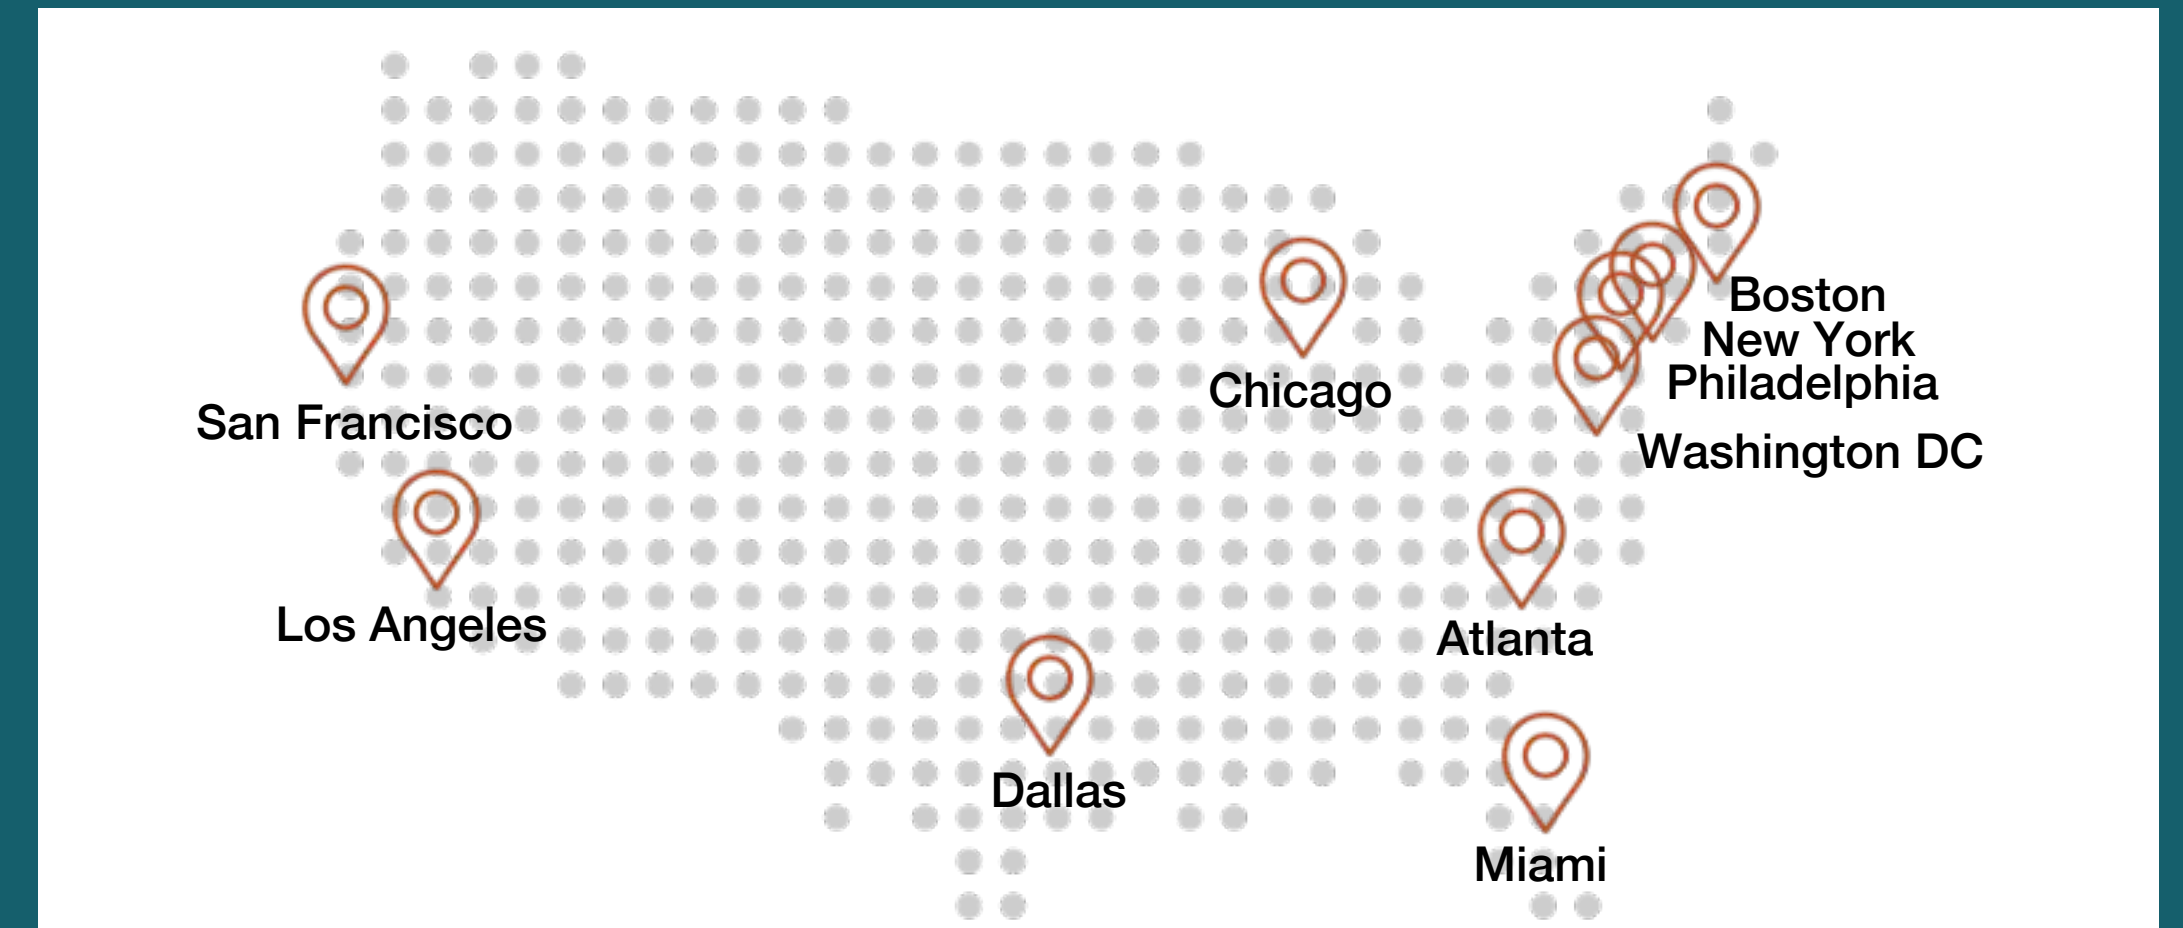 Boston
New York
Philadelphia
Chicago
San Francisco
Washington DC
Los Angeles
Atlanta
Dallas
Miami